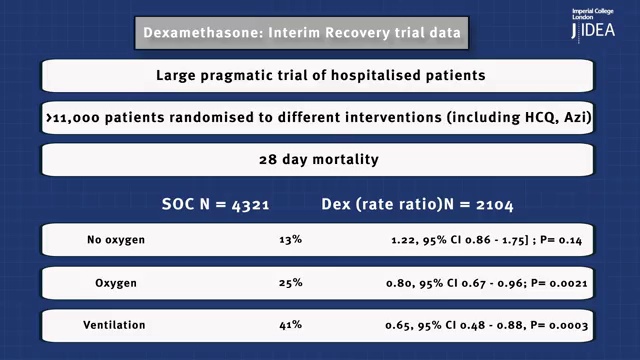 Dexamethasone: Interim Recovery trial data
Imperial College
London
J IDEA
Large pragmatic trial of hospitalised patients
>11,000 patients randomised to different interventions (including HCQ, Azi)
28 day mortality
SOC N = 4321 Dex (rate ratio)N = 2104
No oxygen 13% 1.22, 95% CI 0.86 - 1.75] ; P= 0.14
Oxygen 25% 0.80, 95% CI 0.67 - 0.96; P= 0.0021
Ventilation 41% 0.65, 95% CI 0.48 - 0.88, P= 0.0003